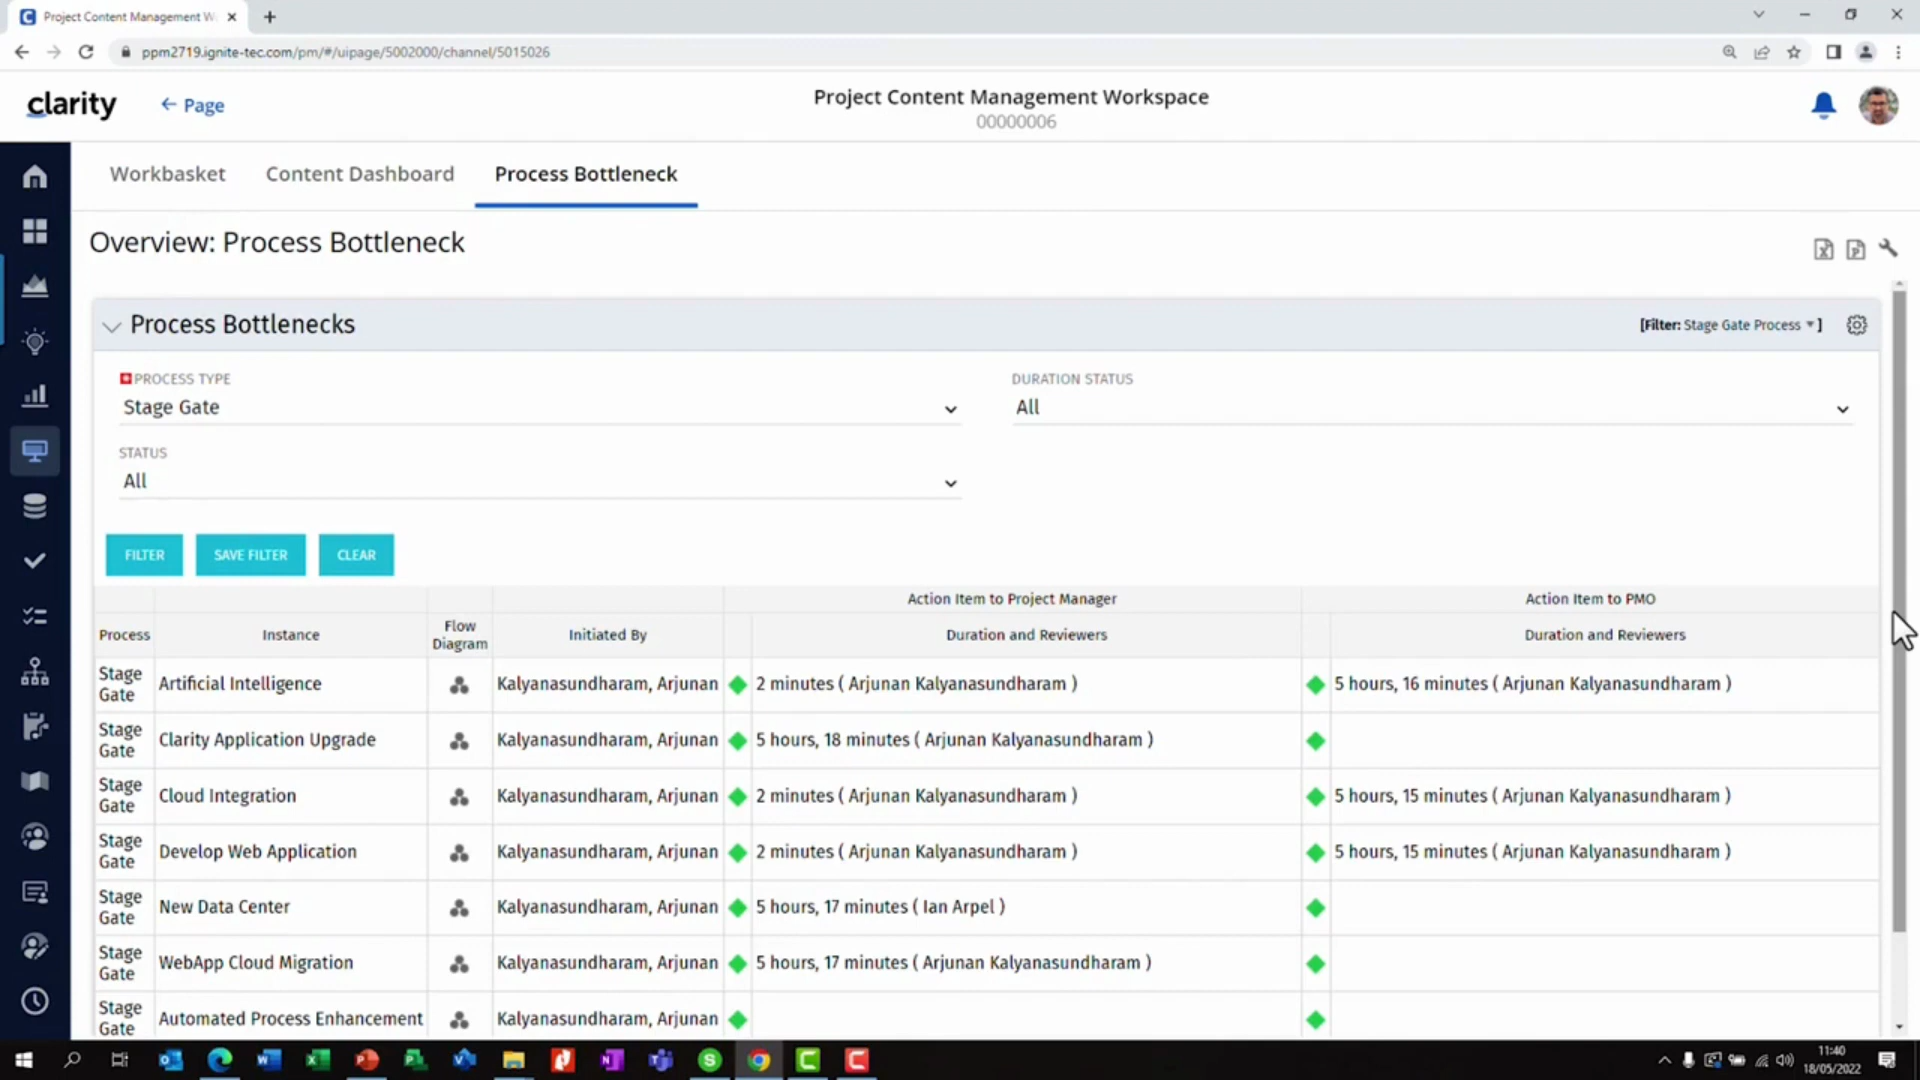 Project Content Management W
ppm2719.ignite-tec.com/pm/#/uipage/5002000/channel/5015026
clarity
Page
Project Content Management Workspace
00000006
Workbasket
Content Dashboard
Process Bottleneck
Overview: Process Bottleneck
Process Bottlenecks
[Filter: Stage Gate Process ]
PROCESS TYPE
DURATION STATUS
Stage Gate
All
STATUS
All
FILTER
SAVE FILTER
CLEAR
Action Item to Project Manager
Action Item to PMO
Process
Instance
Flow
Diagram
Initiated By
Duration and Reviewers
Duration and Reviewers
Stage
Gate
Artificial Intelligence
Kalyanasundharam, Arjunan
2 minutes ( Arjunan Kalyanasundharam )
5 hours, 16 minutes ( Arjunan Kalyanasundharam )
Stage
Gate
Clarity Application Upgrade
Kalyanasundharam, Arjunan
5 hours, 18 minutes ( Arjunan Kalyanasundharam )
Stage
Gate
Cloud Integration
Kalyanasundharam, Arjunan
2 minutes ( Arjunan Kalyanasundharam )
5 hours, 15 minutes ( Arjunan Kalyanasundharam )
Stage
Gate
Develop Web Application
Kalyanasundharam, Arjunan
2 minutes ( Arjunan Kalyanasundharam )
5 hours, 15 minutes ( Arjunan Kalyanasundharam )
Stage
Gate
New Data Center
Kalyanasundharam, Arjunan
5 hours, 17 minutes ( Ian Arpel )
Stage
Gate
WebApp Cloud Migration
Kalyanasundharam, Arjunan
5 hours, 17 minutes ( Arjunan Kalyanasundharam )
Stage
Gate
Automated Process Enhancement
Kalyanasundharam, Arjunan
11:40
18/05/2022